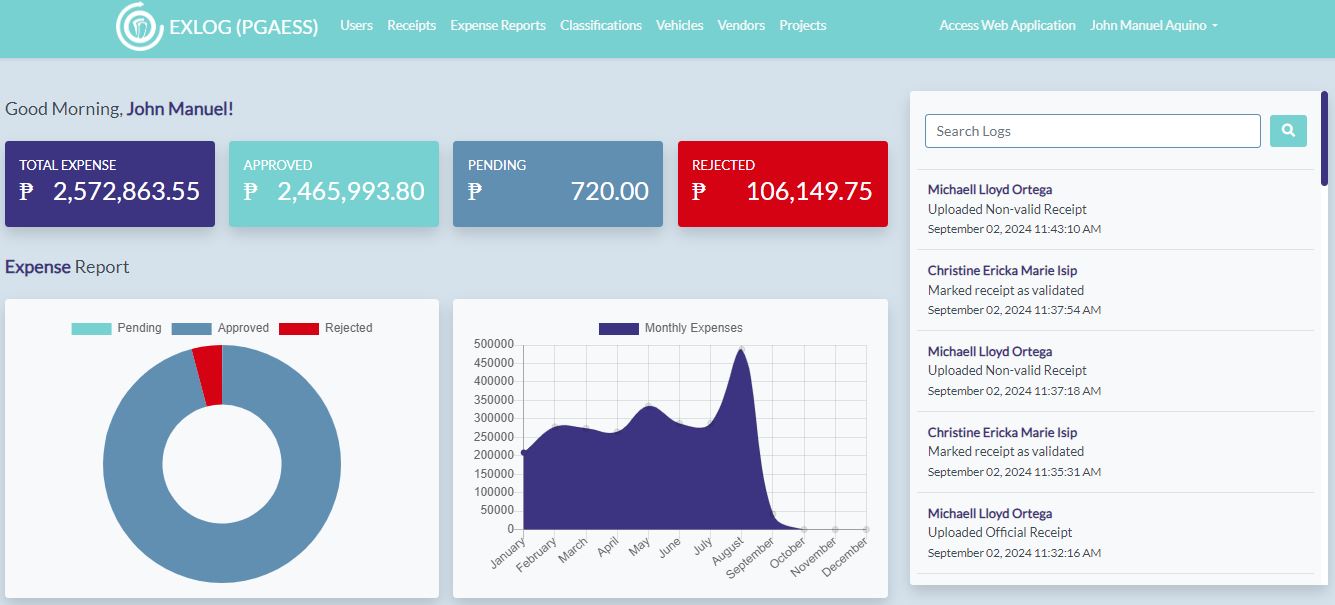 EXLOG (PGAESS) Users Receipts Expense Reports Classifications Vehicles Vendors Projects Access Web Application John Manuel Aquino
Good Morning, John Manuel!
TOTAL EXPENSE
₱ 2,572,863.55
APPROVED
₱ 2,465,993.80
PENDING
₱ 720.00
REJECTED
₱ 106,149.75
Expense Report
Pending Approved Rejected
Monthly Expenses
500000
450000
400000
350000
300000
250000
200000
150000
100000
50000
0
January February March April May June July August September October November December
Search Logs
Michaell Lloyd Ortega
Uploaded Non-valid Receipt
September 02, 2024 11:43:10 AM
Christine Ericka Marie Isip
Marked receipt as validated
September 02, 2024 11:37:54 AM
Michaell Lloyd Ortega
Uploaded Non-valid Receipt
September 02, 2024 11:37:18 AM
Christine Ericka Marie Isip
Marked receipt as validated
September 02, 2024 11:35:31 AM
Michaell Lloyd Ortega
Uploaded Official Receipt
September 02, 2024 11:32:16 AM